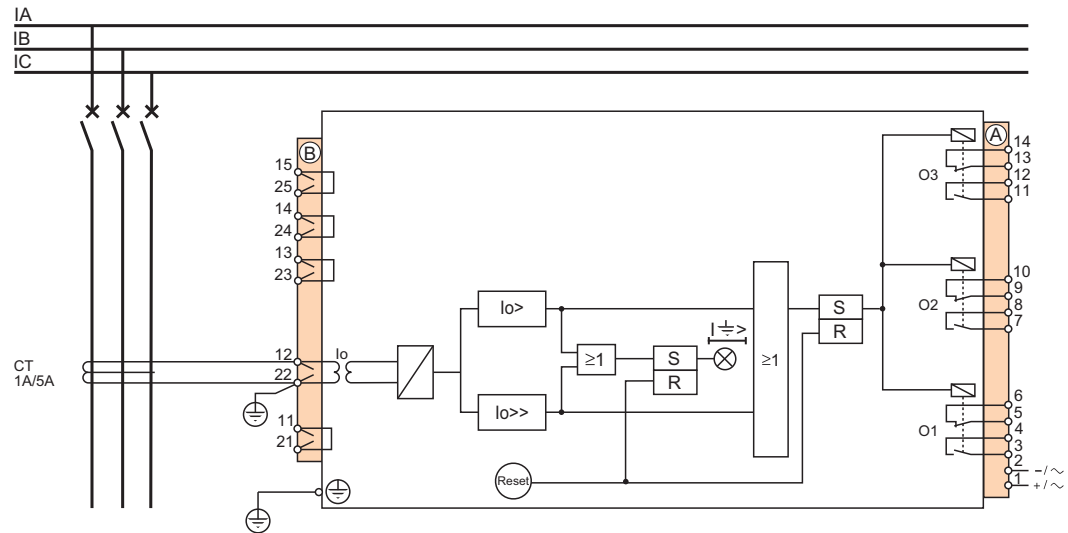 IA
IB
IC
B
A
15
25
14
24
13
23
12
22
11
21
CT
1A/5A
Io
Io>
Io>>
≥1
S
R
I ⏚ >
≥1
S
R
Reset
O3
14
13
12
11
O2
10
9
8
7
O1
6
5
4
3
2
1
−/∼
+/∼